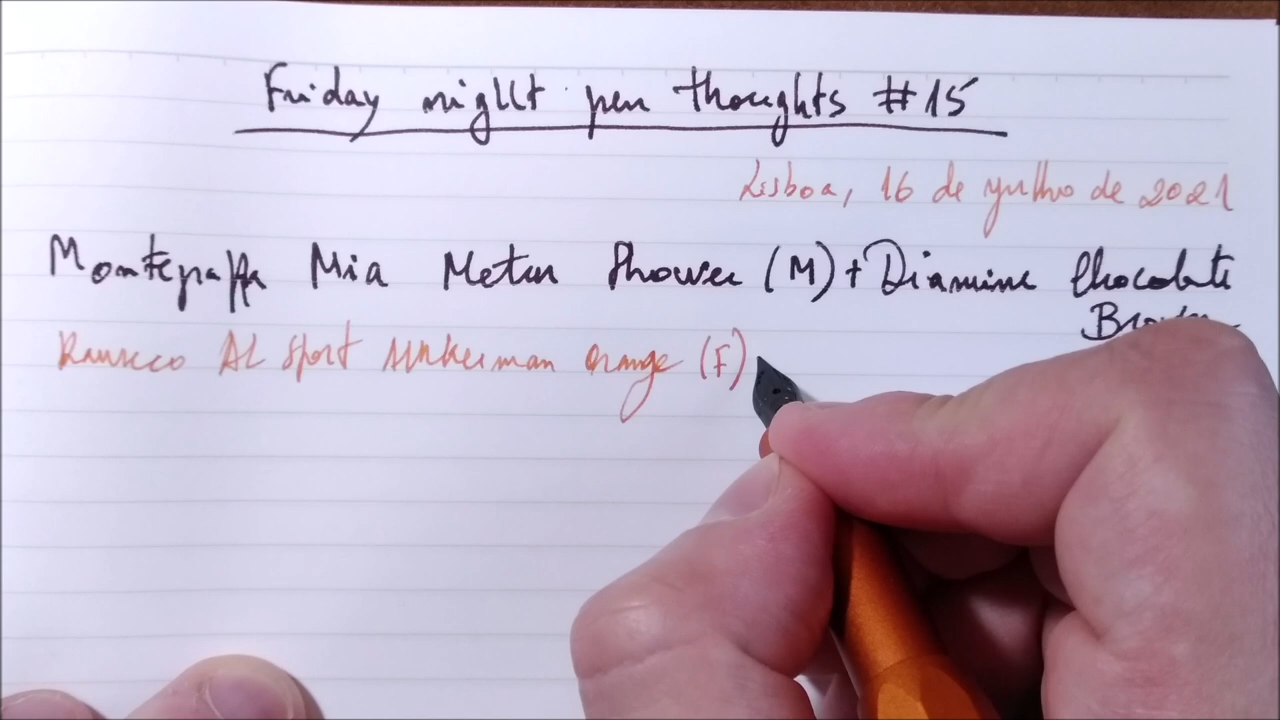 Friday night pen thoughts #15
Lisboa, 16 de julho de 2021
Montegrappa Mia Meteor Shower (M) + Diamine Chocolate
Brown
Kaweco AL Sport Orange (F)